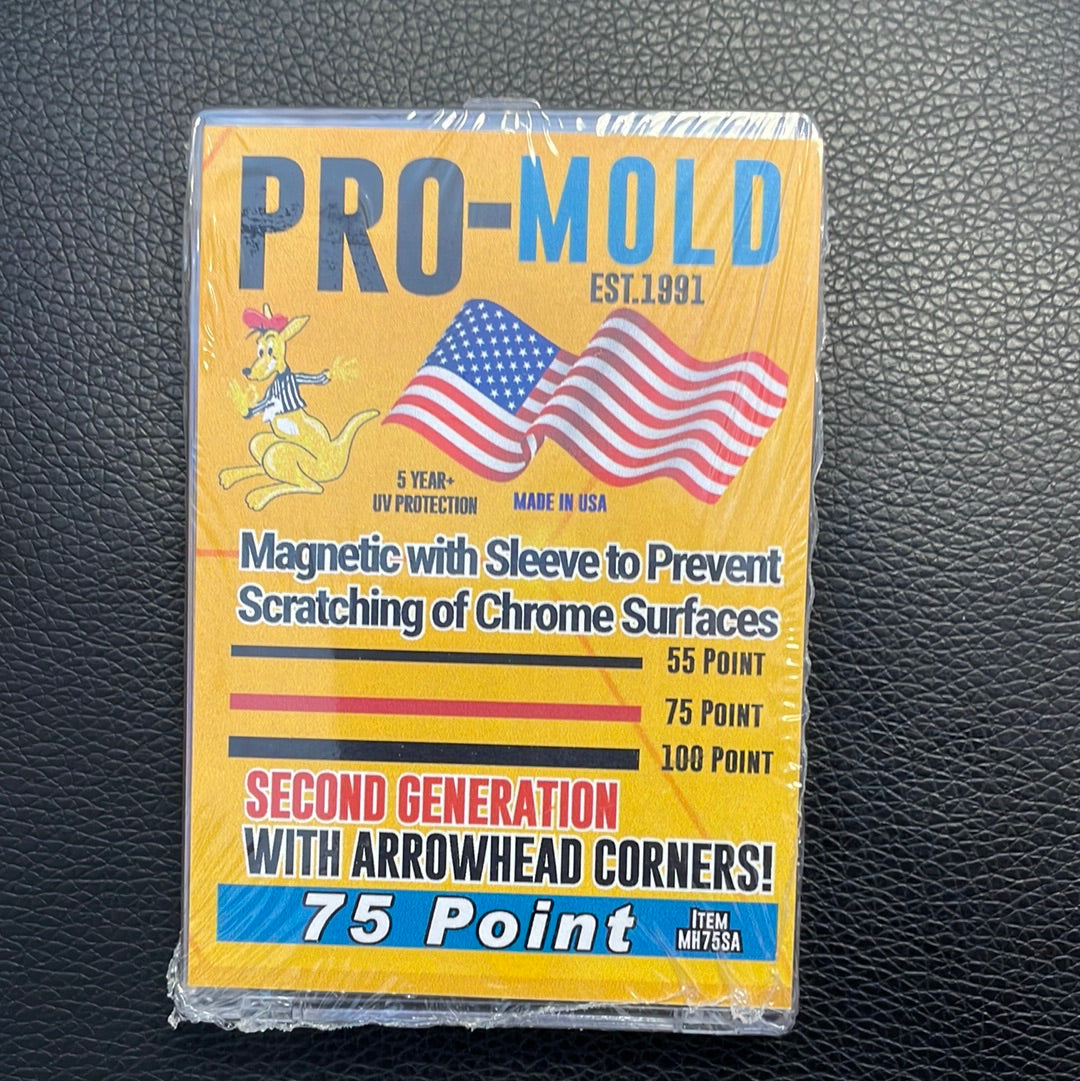 PRO-MOLD
EST.1991
5 YEAR+
UV PROTECTION
MADE IN USA
Magnetic with Sleeve to Prevent
Scratching of Chrome Surfaces
55 POINT
75 POINT
100 POINT
SECOND GENERATION
WITH ARROWHEAD CORNERS!
75 Point
ITEM
MH75SA